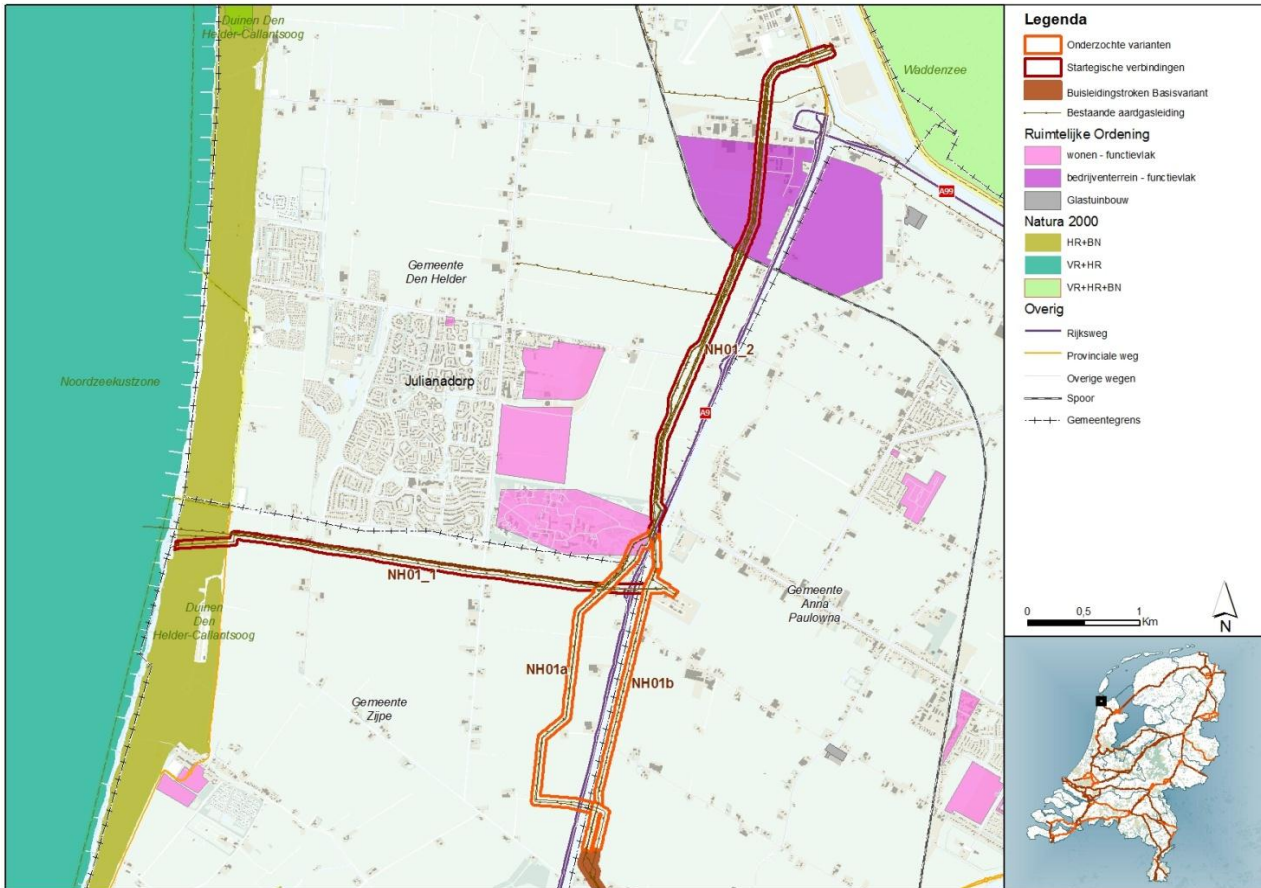 Duinen Den
Helder-Callantsoog
Waddenzee
A99
Gemeente
Den Helder
NH01_2
Julianadorp
Noordzeekustzone
A9
NH01_1
Gemeente
Anna
Paulowna
Duinen
Den
Helder-Callantsoog
NH01a
NH01b
Gemeente
Zijpe
Legenda
Onderzochte varianten
Startegische verbindingen
Buisleidingstroken Basisvariant
Bestaande aardgasleiding
Ruimtelijke Ordening
wonen - functievlak
bedrijventerrein - functievlak
Glastuinbouw
Natura 2000
HR+BN
VR+HR
VR+HR+BN
Overig
Rijksweg
Provinciale weg
Overige wegen
Spoor
Gemeentegrens
0 0,5 1
Km
N